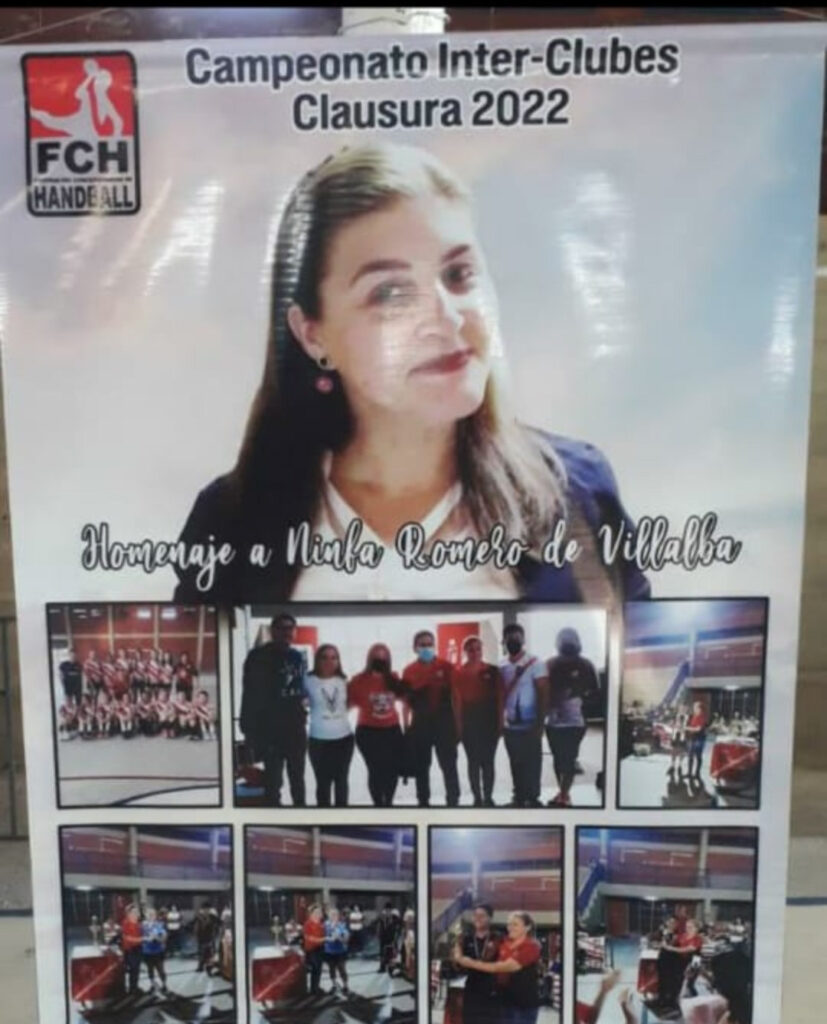 Campeonato Inter-Clubes
Clausura 2022
FCH
HANDBALL
Homenaje a Ninfa Romero de Villalba